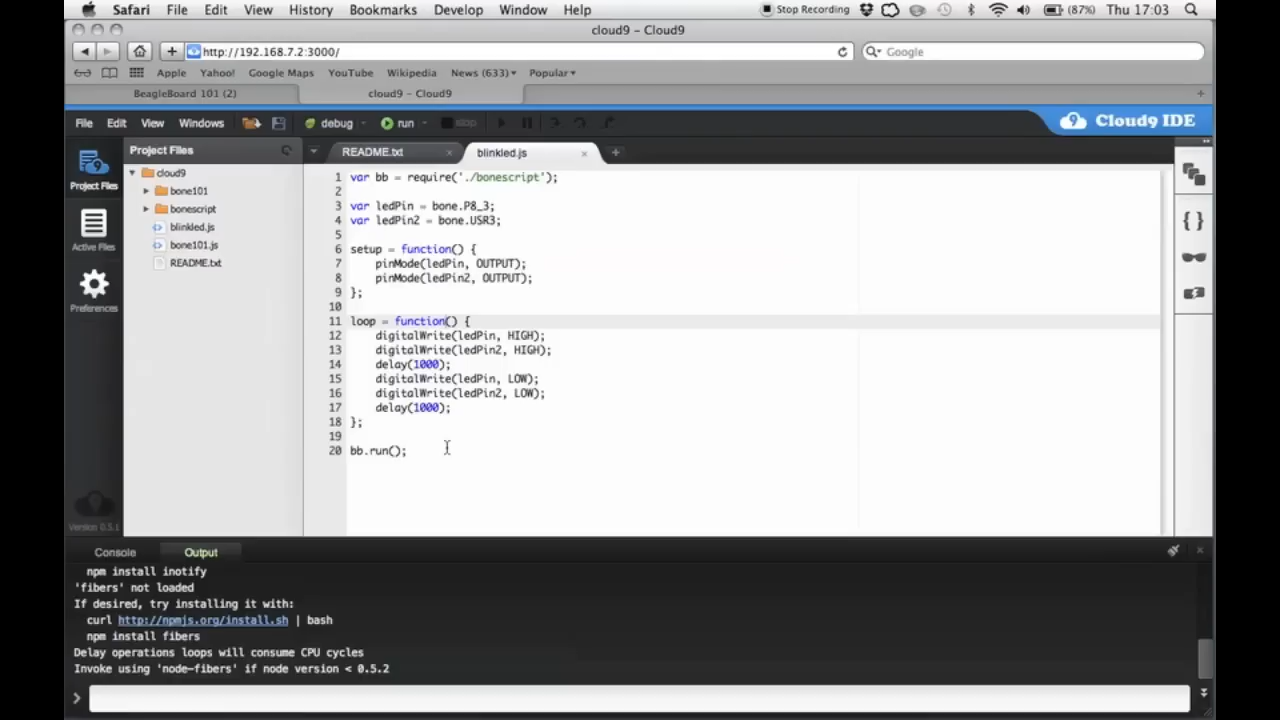 Safari File Edit View History Bookmarks Develop Window Help Stop Recording (87%) Thu 17:03
cloud9 – Cloud9
http://192.168.7.2:3000/ Google
Apple Yahoo! Google Maps YouTube Wikipedia News (633) Popular
BeagleBoard 101 (2) cloud9 – Cloud9
File Edit View Windows debug run stop Cloud9 IDE
Project Files README.txt blinkled.js
Project Files
Active Files
Preferences
Version 0.5.1
cloud9
bone101
bonescript
blinkled.js
bone101.js
README.txt
1 var bb = require('./bonescript');
2
3 var ledPin = bone.P8_3;
4 var ledPin2 = bone.USR3;
5
6 setup = function() {
7 pinMode(ledPin, OUTPUT);
8 pinMode(ledPin2, OUTPUT);
9 };
10
11 loop = function() {
12 digitalWrite(ledPin, HIGH);
13 digitalWrite(ledPin2, HIGH);
14 delay(1000);
15 digitalWrite(ledPin, LOW);
16 digitalWrite(ledPin2, LOW);
17 delay(1000);
18 };
19
20 bb.run();
Console Output
npm install inotify
'fibers' not loaded
If desired, try installing it with:
curl http://npmjs.org/install.sh | bash
npm install fibers
Delay operations loops will consume CPU cycles
Invoke using 'node-fibers' if node version < 0.5.2
>